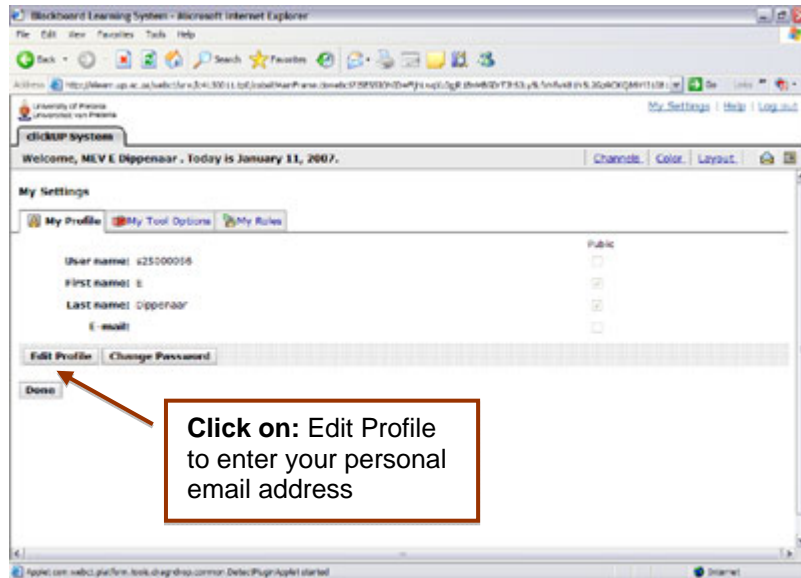 Blackboard Learning System - Microsoft Internet Explorer
File Edit View Favorites Tools Help
Back Search Favorites
Address Go Links
University of Pretoria
Universiteit van Pretoria
My Settings | Help | Log out
clickUP System
Welcome, MEV E Dippenaar . Today is January 11, 2007.
Channels Color Layout
My Settings
My Profile My Tool Options My Roles
Public
User name:
First name: E
Last name: Dippenaar
E-mail:
Edit Profile Change Password
Done
Click on: Edit Profile
to enter your personal
email address
Internet